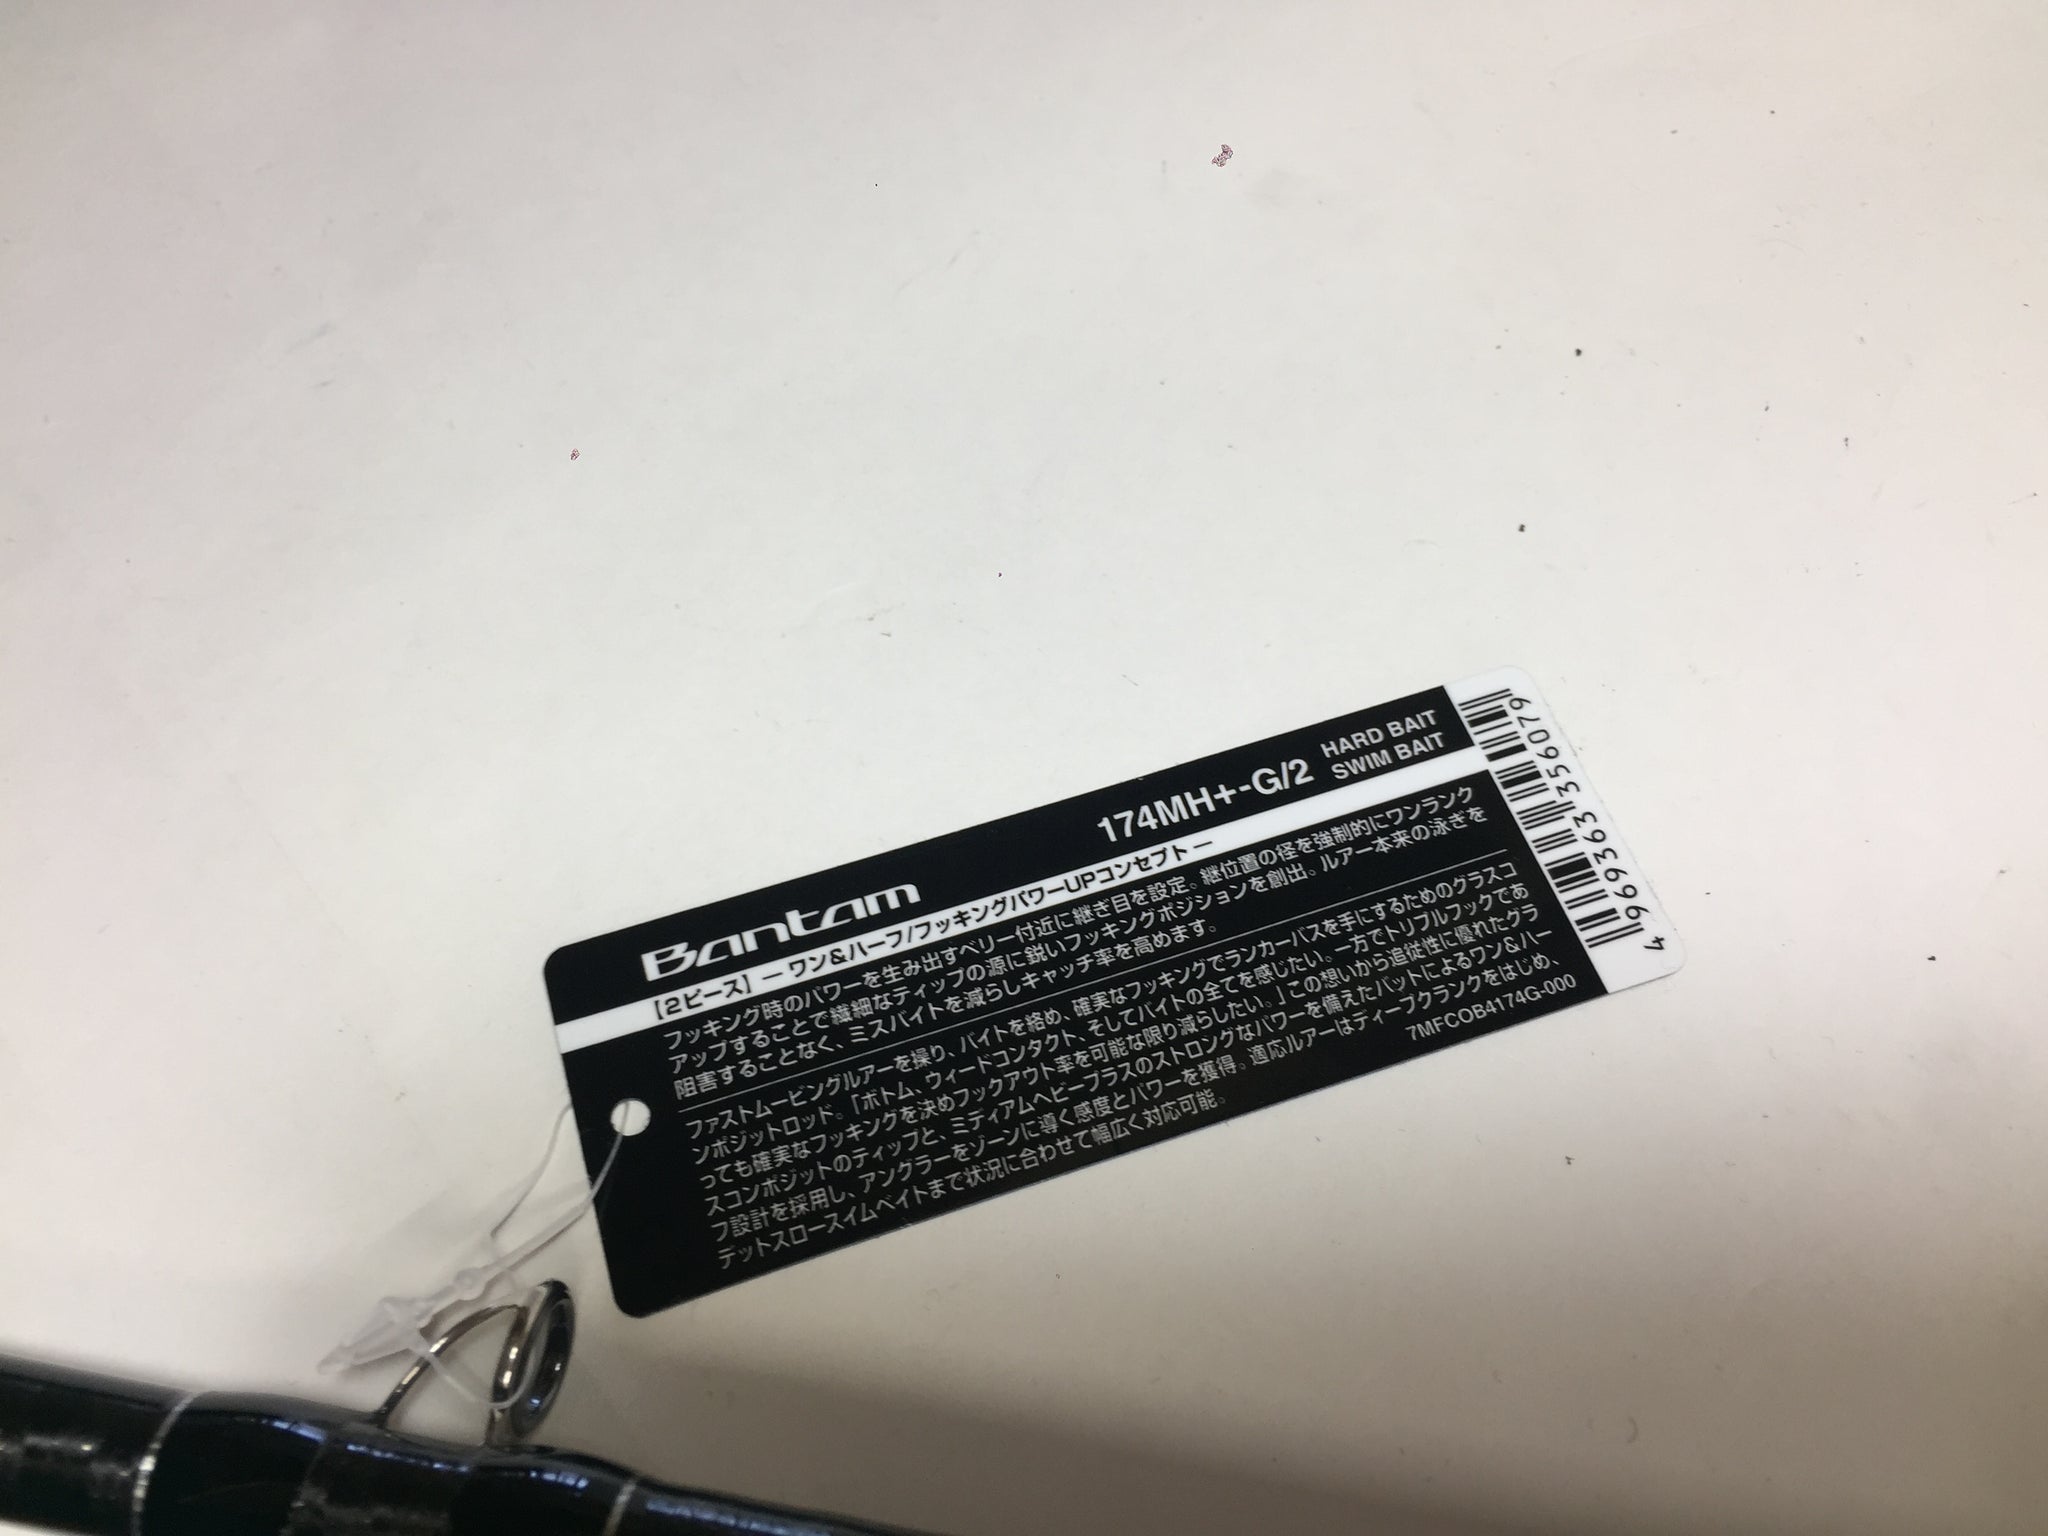 Bantam
174MH+-G/2
HARD BAIT
SWIM BAIT
【2ピース】 ー ワン&ハーフ/フッキングパワーUPコンセプト ー
フッキング時のパワーを生み出すベリー付近に継ぎ目を設定。継位置の径を強制的にワンランク
アップすることで繊細なティップの源に鋭いフッキングポジションを創出。ルアー本来の泳ぎを
阻害することなく、ミスバイトを減らしキャッチ率を高めます。
ファストムービングルアーを操り、バイトを絡め、確実なフッキングでランカーバスを手にするためのグラスコ
ンポジットロッド。「ボトム、ウィードコンタクト、そしてバイトの全てを感じたい。一方でトリプルフックであ
っても確実なフッキングを決めフックアウト率を可能な限り減らしたい。」この想いから追従性に優れたグラ
スコンポジットのティップと、ミディアムヘビープラスのストロングなパワーを備えたバットによるワン&ハー
フ設計を採用し、アングラーをゾーンに導く感度とパワーを獲得。適応ルアーはディープクランクをはじめ、
デットスロースイムベイトまで状況に合わせて幅広く対応可能。
7MFCOB4174G-000
4 969363 356079